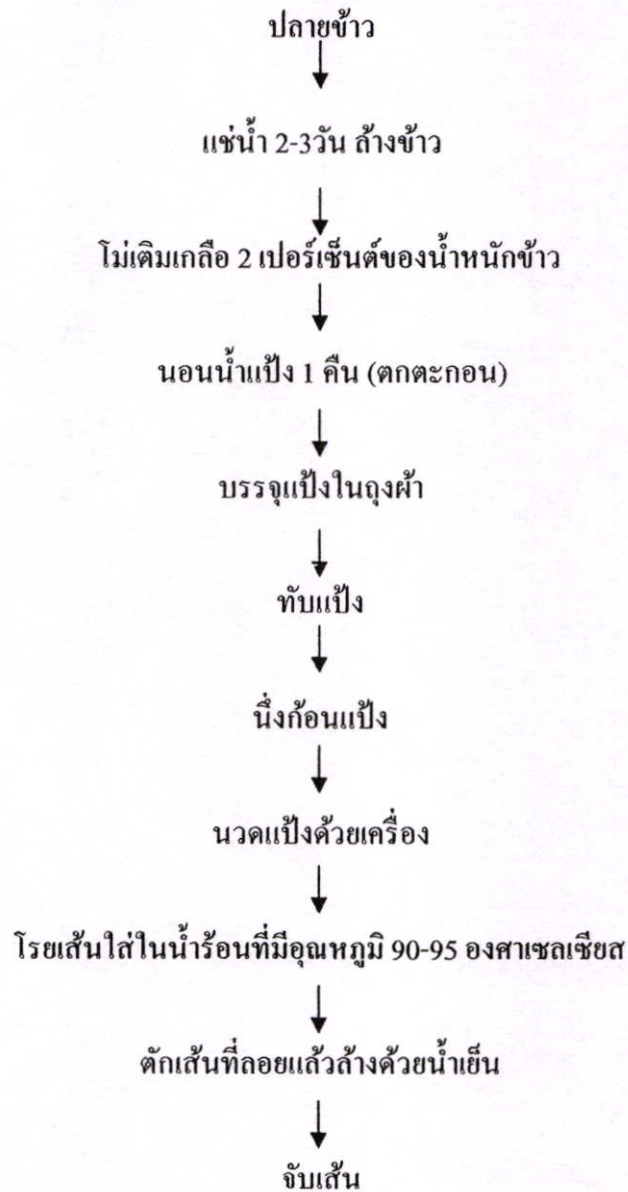 ปลายข้าว
แช่น้ำ 2-3วัน ล้างข้าว
โม่เติมเกลือ 2 เปอร์เซ็นต์ของน้ำหนักข้าว
นอนน้ำแป้ง 1 คืน (ตกตะกอน)
บรรจุแป้งในถุงผ้า
ทับแป้ง
นึ่งก้อนแป้ง
นวดแป้งด้วยเครื่อง
โรยเส้นใส่ในน้ำร้อนที่มีอุณหภูมิ 90-95 องศาเซลเซียส
ตักเส้นที่ลอยแล้วล้างด้วยน้ำเย็น
จับเส้น